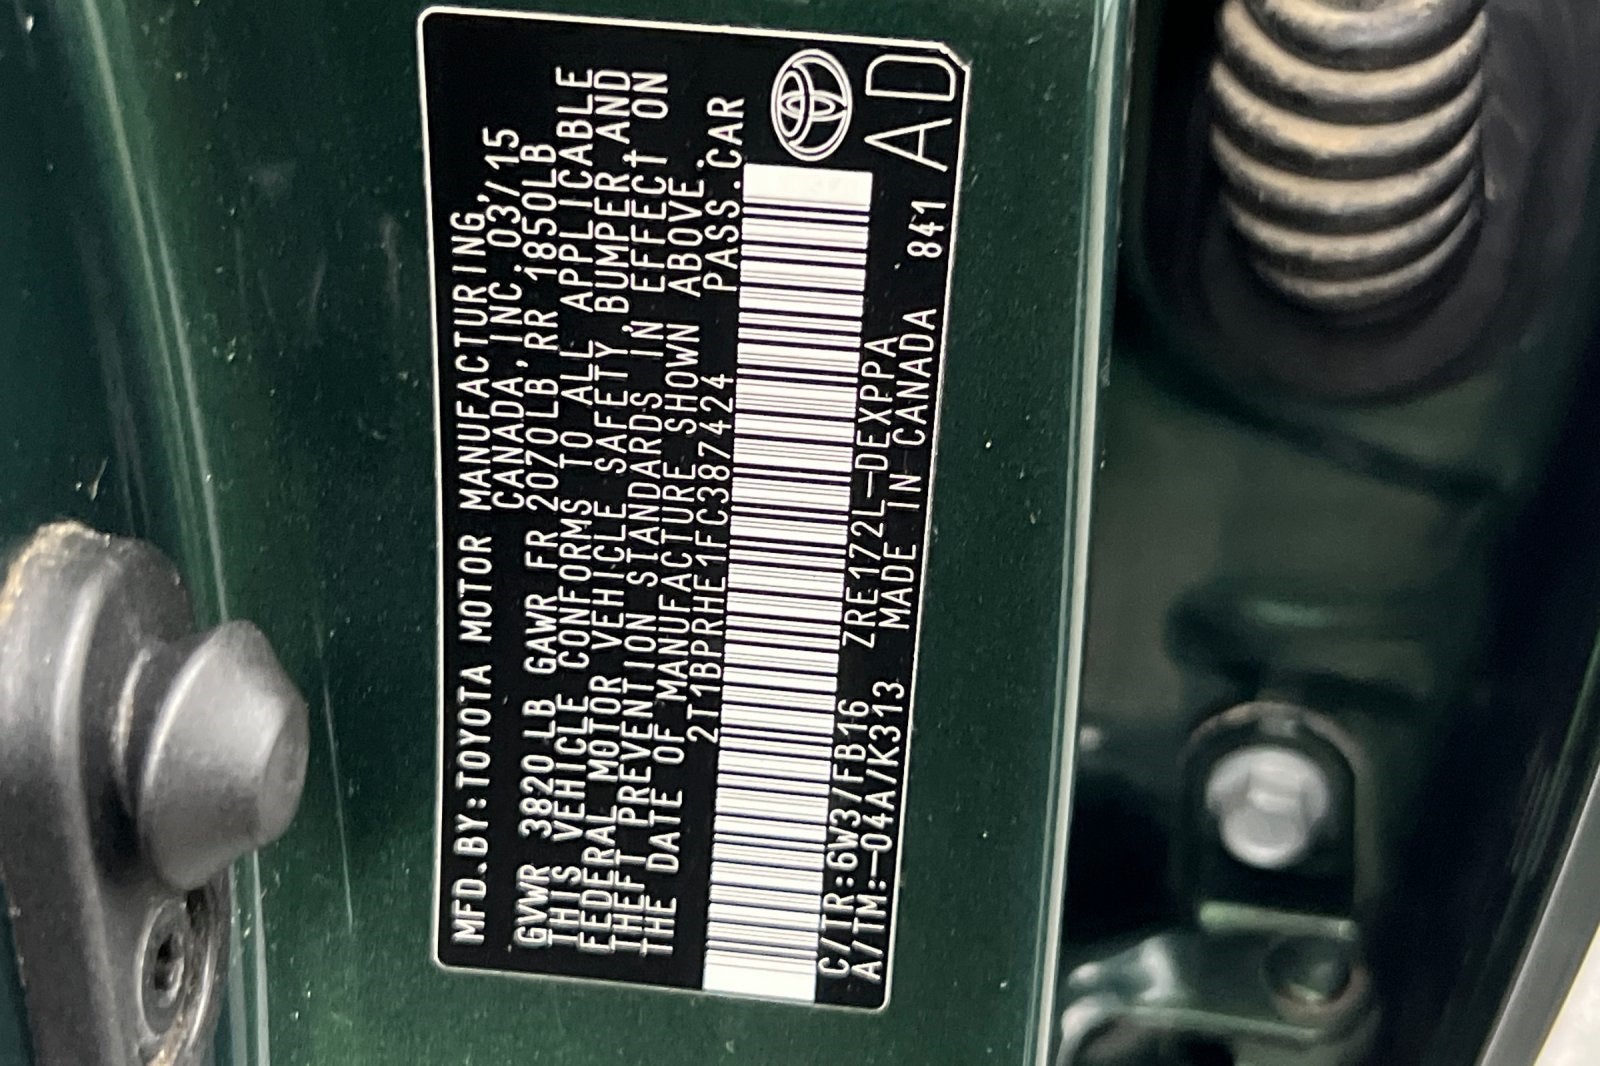 MFD.BY:TOYOTA MOTOR MANUFACTURING,
CANADA,INC.03/15
GVWR 3820 LB GAWR FR 2070LB,RR 1850LB
THIS VEHICLE CONFORMS TO ALL APPLICABLE
FEDERAL MOTOR VEHICLE SAFETY,BUMPER,AND
THEFT PREVENTION STANDARDS IN EFFECT ON
THE DATE OF MANUFACTURE SHOWN ABOVE.
2T1BPRHE1FC387424 PASS.CAR
C/TR:6W3/FB16 ZRE172L-DEXPPA
A/TM:-04A/K313 MADE IN CANADA 841
AD